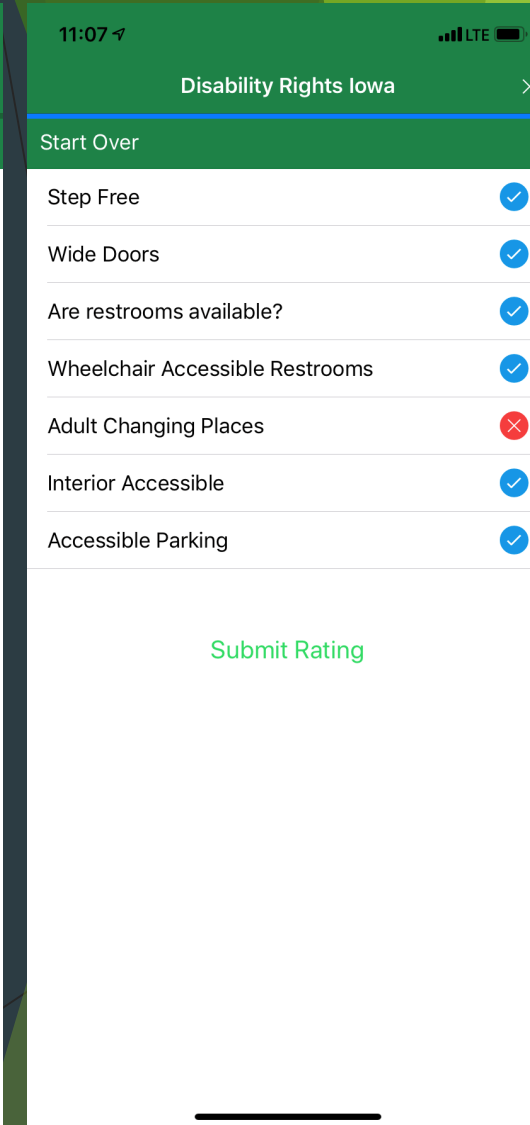 11:07 LTE
Disability Rights Iowa
Start Over
Step Free
Wide Doors
Are restrooms available?
Wheelchair Accessible Restrooms
Adult Changing Places
Interior Accessible
Accessible Parking
Submit Rating